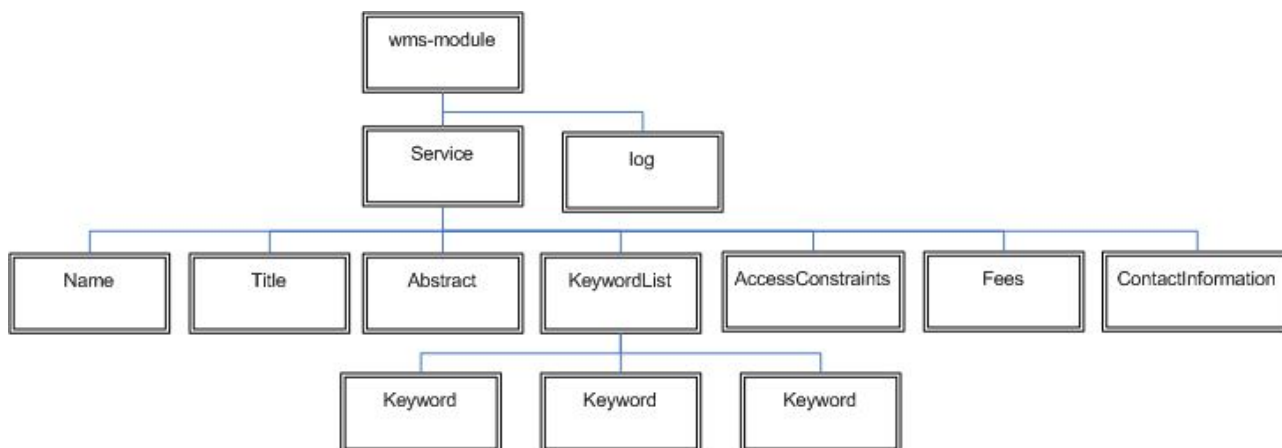 wms-module
Service
log
Name
Title
Abstract
KeywordList
AccessConstraints
Fees
ContactInformation
Keyword
Keyword
Keyword